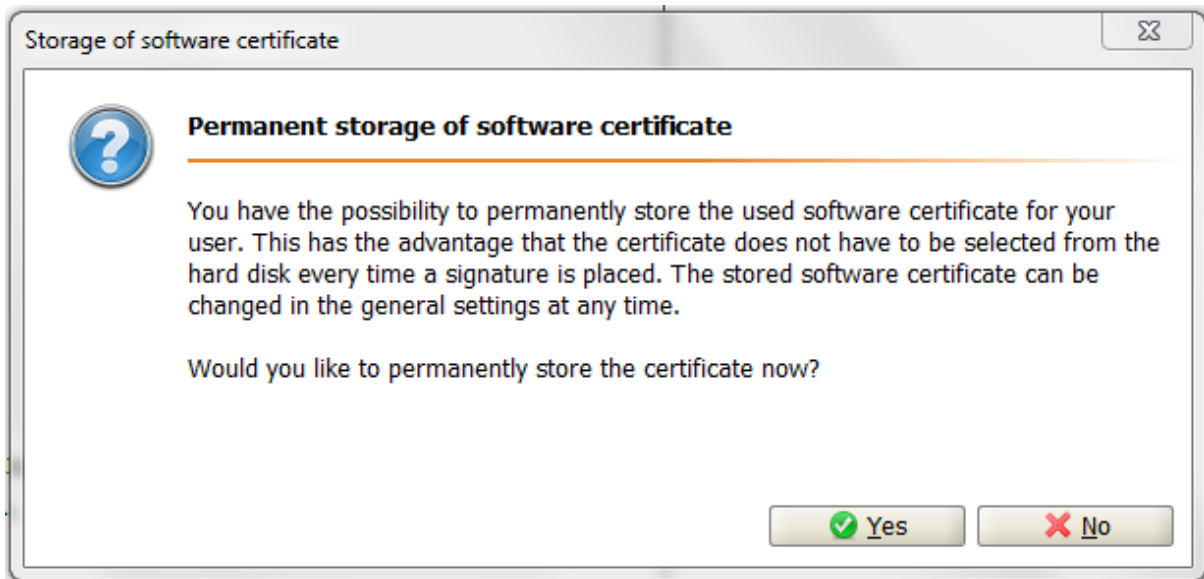 Storage of software certificate
Permanent storage of software certificate
You have the possibility to permanently store the used software certificate for your
user. This has the advantage that the certificate does not have to be selected from the
hard disk every time a signature is placed. The stored software certificate can be
changed in the general settings at any time.
Would you like to permanently store the certificate now?
Yes
No